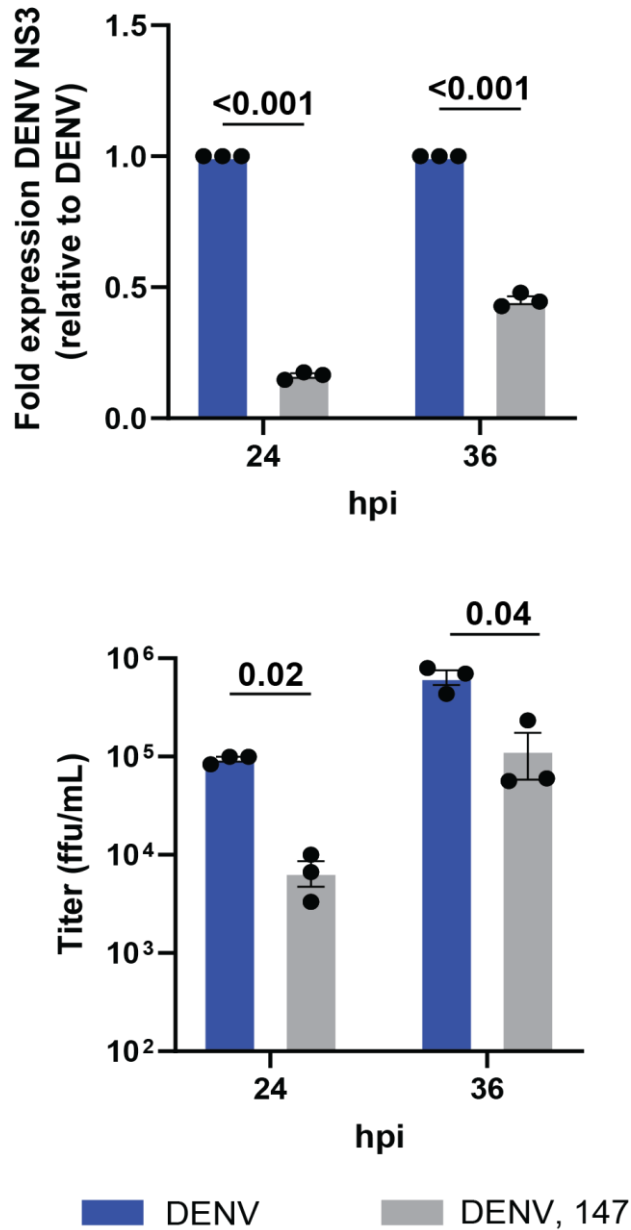 Fold expression DENV NS3
(relative to DENV)
1.5
1.0
0.5
0.0
<0.001
<0.001
24
36
hpi
Titer (ffu/mL)
10⁶
10⁵
10⁴
10³
10²
0.02
0.04
24
36
hpi
DENV
DENV, 147